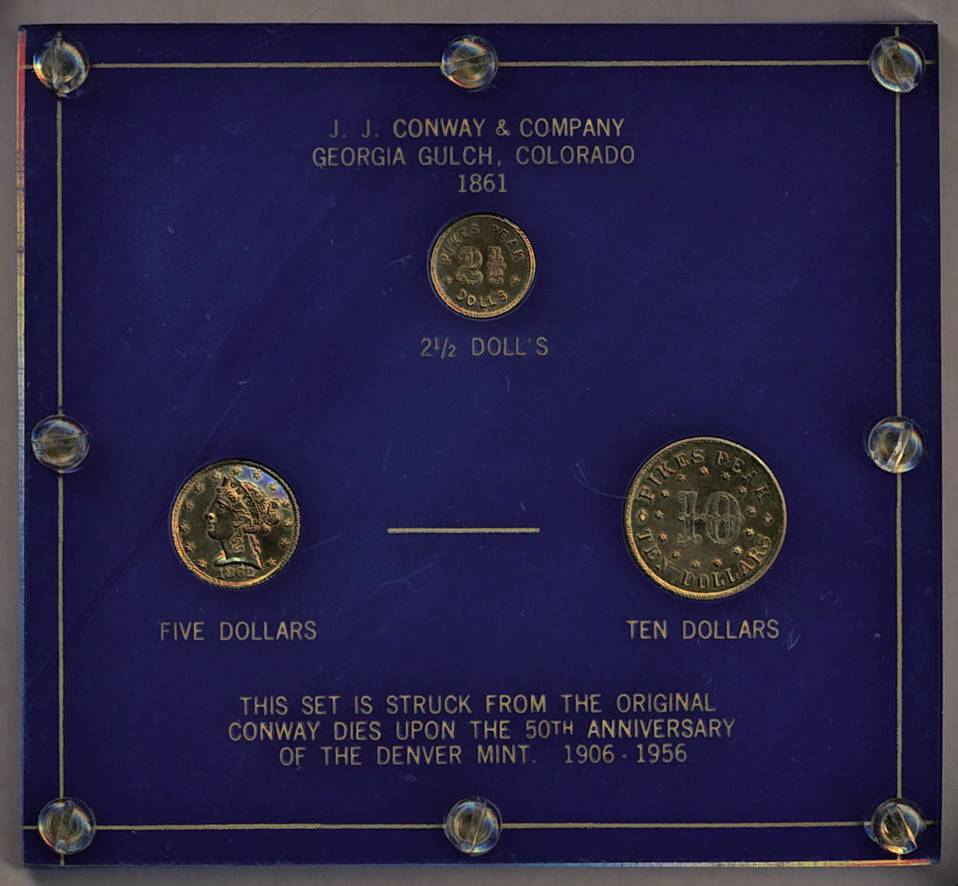 J. J. CONWAY & COMPANY
GEORGIA GULCH, COLORADO
1861
PIKES PEAK
2½
DOLLS
2½ DOLL'S
1862
PIKES PEAK
10
TEN DOLLARS
FIVE DOLLARS
TEN DOLLARS
THIS SET IS STRUCK FROM THE ORIGINAL
CONWAY DIES UPON THE 50TH ANNIVERSARY
OF THE DENVER MINT. 1906-1956